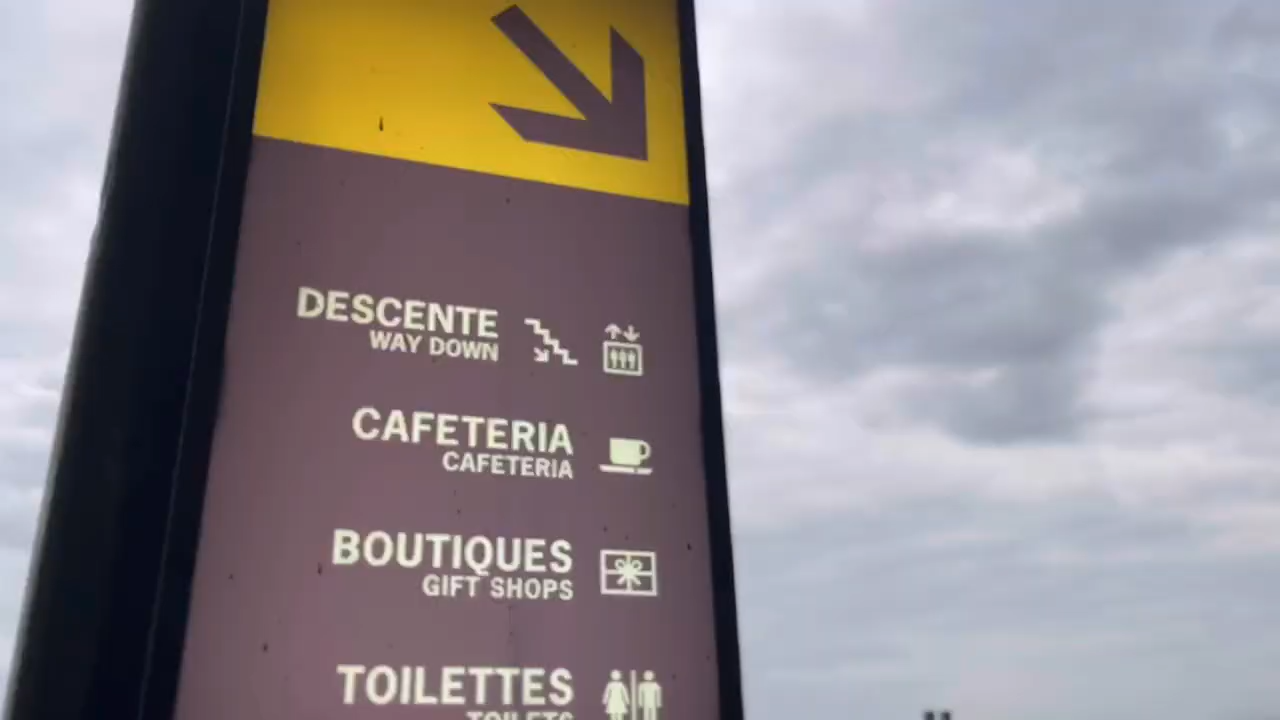 DESCENTE
WAY DOWN
CAFETERIA
CAFETERIA
BOUTIQUES
GIFT SHOPS
TOILETTES
TOILETS